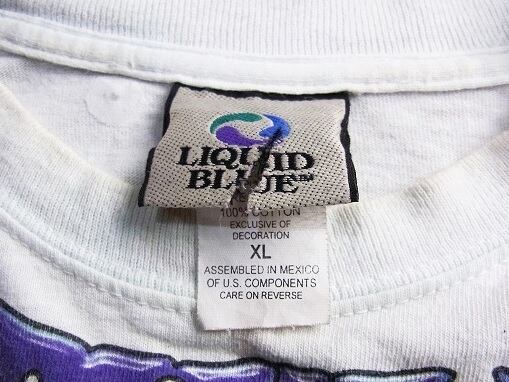 LIQUID
BLUE™
100% COTTON
EXCLUSIVE OF
DECORATION
XL
ASSEMBLED IN MEXICO
OF U.S. COMPONENTS
CARE ON REVERSE